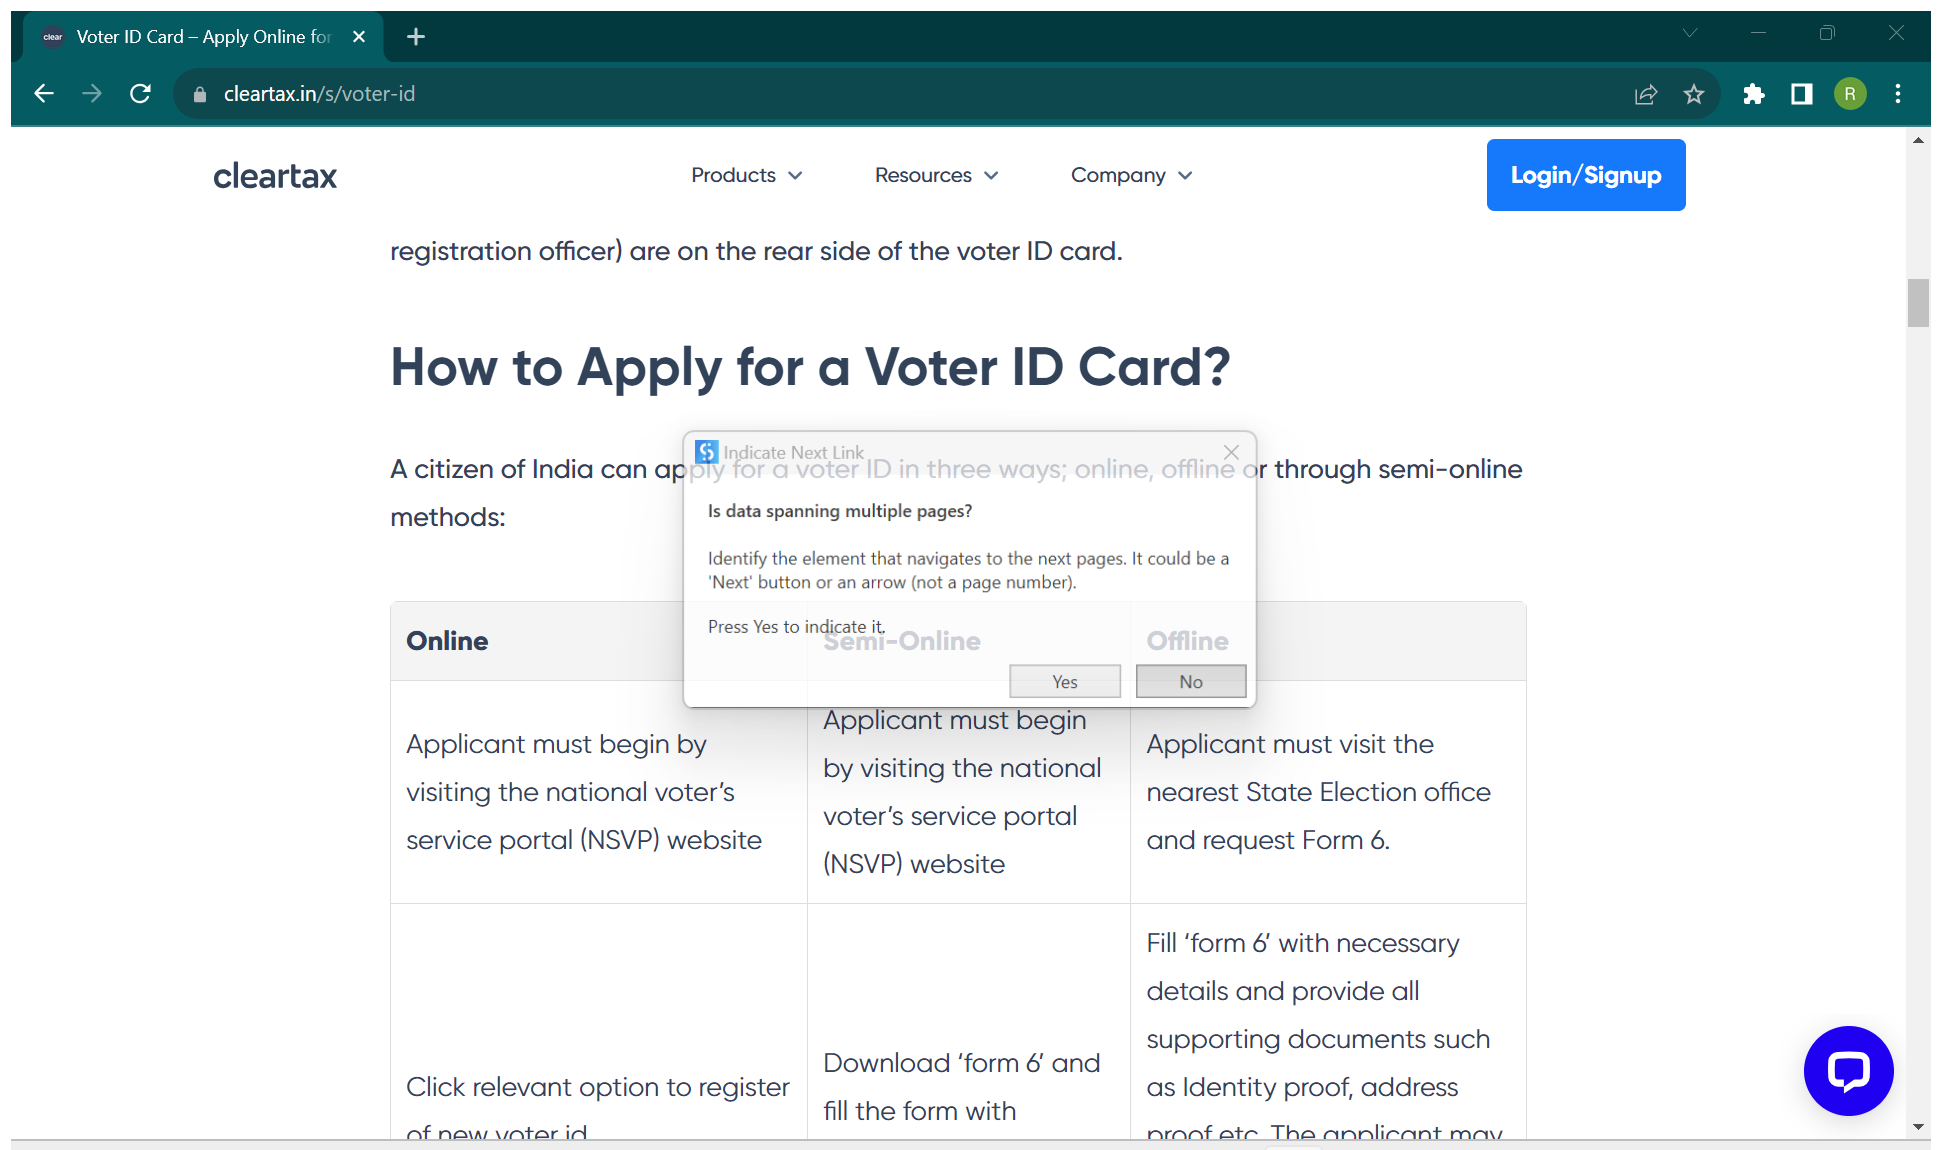 clear Voter ID Card – Apply Online for
cleartax.in/s/voter-id
R
cleartax
Products
Resources
Company
Login/Signup
registration officer) are on the rear side of the voter ID card.
How to Apply for a Voter ID Card?
A citizen of India can apply for a voter ID in three ways; online, offline or through semi-online
methods:
Indicate Next Link
Is data spanning multiple pages?
Identify the element that navigates to the next pages. It could be a
'Next' button or an arrow (not a page number).
Press Yes to indicate it.
Yes
No
Online
Semi-Online
Offline
Applicant must begin by
visiting the national voter’s
service portal (NSVP) website
Applicant must begin
by visiting the national
voter’s service portal
(NSVP) website
Applicant must visit the
nearest State Election office
and request Form 6.
Click relevant option to register
of new voter id
Download ‘form 6’ and
fill the form with
Fill ‘form 6’ with necessary
details and provide all
supporting documents such
as Identity proof, address
proof etc. The applicant may